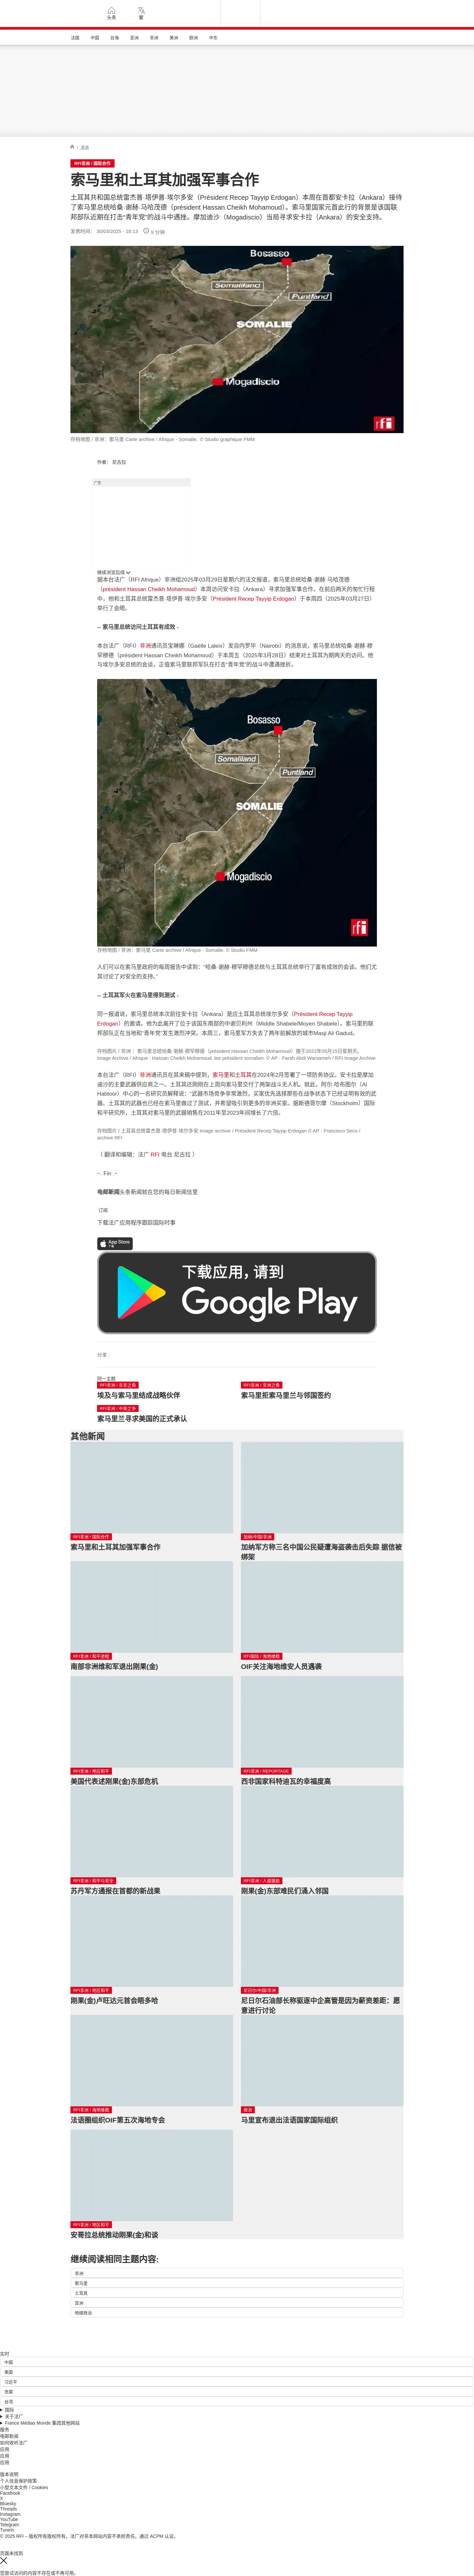 头条
繁
法国
中国
台海
亚洲
非洲
美洲
欧洲
中东
/ 亚洲
RFI非洲 / 国际合作
索马里和土耳其加强军事合作
土耳其共和国总统雷杰普·塔伊普·埃尔多安（Président Recep Tayyip Erdogan）本周在首都安卡拉（Ankara）接待
了索马里总统哈桑·谢赫·马哈茂德（président Hassan Cheikh Mohamoud）。索马里国家元首此行的背景是该国联
邦部队近期在打击“青年党”的战斗中遇挫。摩加迪沙（Mogadiscio）当局寻求安卡拉（Ankara）的安全支持。
发表时间： 30/03/2025 - 16:13
6 分钟
Bosasso
Somaliland
Puntland
SOMALIE
Mogadiscio
rfi
存档地图 / 非洲：索马里 Carte archive / Afrique - Somalie. © Studio graphique FMM
作者： 尼古拉
广告
继续浏览后续
据本台法广（RFI Afrique）非洲组2025年03月29日星期六的法文报道，索马里总统哈桑·谢赫·马哈茂德
（président Hassan Cheikh Mohamoud）本周访问安卡拉（Ankara）寻求加强军事合作。在前后两天的匆忙行程
中，他和土耳其总统雷杰普·塔伊普·埃尔多安（Président Recep Tayyip Erdogan）于本周四（2025年03月27日）
举行了会晤。
-- 索马里总统访问土耳其有成效 -
本台法广（RFI）非洲通讯员宝琳娜（Gaëlle Laleix）发自内罗毕（Nairobi）的消息说，索马里总统哈桑·谢赫·穆
罕穆德（président Hassan Cheikh Mohamoud）于本周五（2025年3月28日）结束对土耳其为期两天的访问。他
与埃尔多安总统的会谈，正值索马里联邦军队在打击“青年党”的战斗中遭遇挫折。
Bosasso
Somaliland
Puntland
SOMALIE
Mogadiscio
rfi
存档地图 / 非洲：索马里 Carte archive / Afrique - Somalie. © Studio FMM
人们可以在索马里政府的每周报告中读到：“哈桑·谢赫·穆罕穆德总统与土耳其总统举行了富有成效的会谈。他们尤
其讨论了对安全的支持。”
-- 土耳其军火在索马里得到测试 -
同一报道说，索马里总统本次前往安卡拉（Ankara）是应土耳其总统埃尔多安（Président Recep Tayyip
Erdogan）的邀请。他为此离开了位于该国东南部的中谢贝利州（Middle Shabele/Moyen Shabele）。索马里的联
邦部队正在当地和“青年党”发生激烈冲突。本周三，索马里军方失去了两年前解放的城市Masji Ali Gadud。
存档图片 / 非洲 ：索马里总统哈桑·谢赫·穆罕穆德（président Hassan Cheikh Mohamoud）摄于2022年05月15日星期天。
Image Archive / Afrique : Hassan Cheikh Mohamoud, lee président somalien. © AP - Farah Abdi Warsameh / RFI Image Archive
本台法广（RFI）非洲通讯员在其来稿中提到，索马里和土耳其在2024年2月签署了一项防务协议，安卡拉是摩加
迪沙的主要武器供应商之一。土耳其还刚刚在上周向索马里交付了两架战斗无人机。就此，阿尔·哈布图尔（Al
Habtoor）中心的一名研究员解释说：“武器市场竞争非常激烈，买家优先选择那些在战争状态下已经证明有效的武
器。土耳其的武器也已经在索马里做过了测试，并希望吸引到更多的非洲买家。据斯德哥尔摩（Stockholm）国际
和平研究所，土耳其对索马里的武器销售在2011年至2023年间增长了六倍。
存档图片 / 土耳其总统雷杰普·塔伊普·埃尔多安 Image archive / Président Recep Tayyip Erdogan © AP - Francisco Seco /
archive RFI
（ 翻译和编辑：法广 RFI 电台 尼古拉 ）
~. Fin .~
电邮新闻头条新闻就在您的每日新闻信里
订阅
下载法广应用程序跟踪国际时事
App Store
下载应用，请到
Google Play
分享 :
同一主题
RFI非洲 / 东非之角
埃及与索马里结成战略伙伴
RFI非洲 / 非洲之角
索马里拒索马里兰与邻国签约
RFI非洲 / 中東之争
索马里兰寻求美国的正式承认
其他新闻
RFI非洲 / 国际合作
索马里和土耳其加强军事合作
加纳/中国/非洲
加纳军方称三名中国公民疑遭海盗袭击后失踪 据信被
绑架
RFI非洲 / 和平进程
南部非洲维和军退出刚果(金)
RFI国际 / 海地维稳
OIF关注海地维安人员遇袭
RFI非洲 / 地区和平
美国代表述刚果(金)东部危机
RFI非洲 / REPORTAGE
西非国家科特迪瓦的幸福度高
RFI非洲 / 和平与安全
苏丹军方通报在首都的新战果
RFI非洲 / 人道援助
刚果(金)东部难民们涌入邻国
RFI非洲 / 地区和平
刚果(金)卢旺达元首会晤多哈
尼日尔/中国/非洲
尼日尔石油部长称驱逐中企高管是因为薪资差距：愿
意进行讨论
RFI非洲 / 海地维稳
法语圈组织OIF第五次海地专会
政治
马里宣布退出法语国家国际组织
RFI非洲 / 地区和平
安哥拉总统推动刚果(金)和谈
继续阅读相同主题内容:
非洲
索马里
土耳其
亚洲
地缘政治
实时
中国
美国
习近平
贪腐
台湾
国际
关于法广
France Médias Monde 集团其他网站
服务
电邮新闻
如何收听法广
应用
应用
应用
版本说明
个人信息保护政策
小型文本文件 / Cookies
Facebook
X
Bluesky
Threads
Instagram
YouTube
Telegram
TuneIn
© 2025 RFI – 版权所有版权所有。法广对非本网站内容不承担责任。通过 ACPM 认证。
页面未找到
您尝试访问的内容不存在或不再可用。